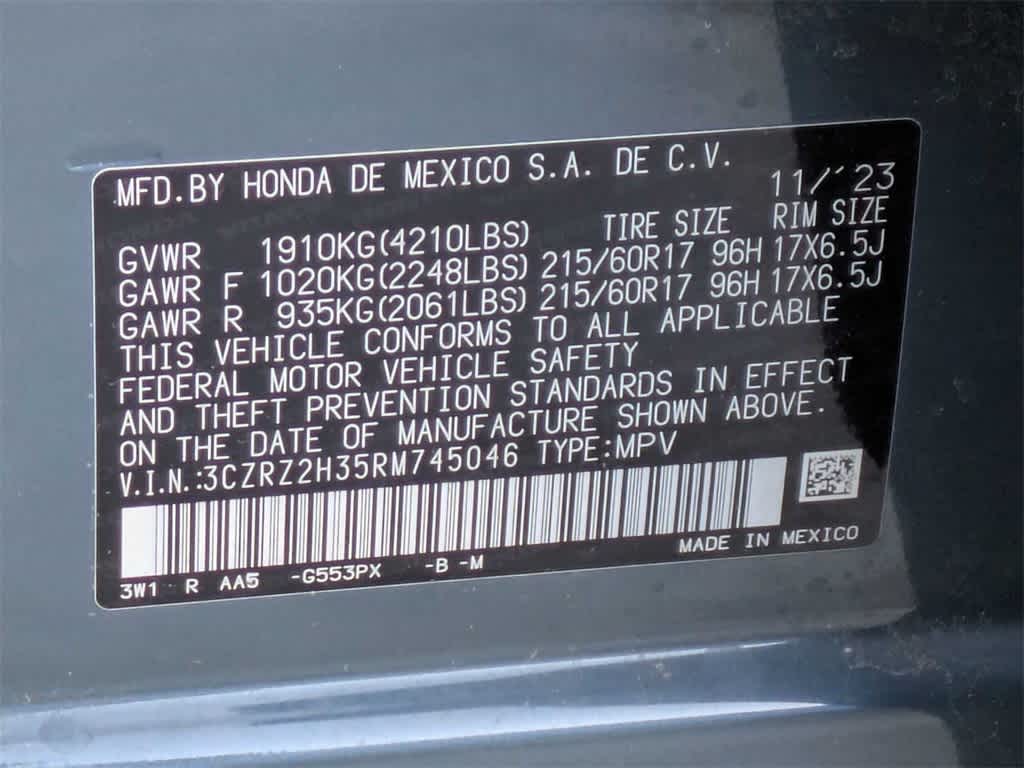 MFD.BY HONDA DE MEXICO S.A. DE C.V.
11/´23
TIRE SIZE RIM SIZE
GVWR 1910KG(4210LBS)
GAWR F 1020KG(2248LBS) 215/60R17 96H 17X6.5J
GAWR R 935KG(2061LBS) 215/60R17 96H 17X6.5J
THIS VEHICLE CONFORMS TO ALL APPLICABLE
FEDERAL MOTOR VEHICLE SAFETY
AND THEFT PREVENTION STANDARDS IN EFFECT
ON THE DATE OF MANUFACTURE SHOWN ABOVE.
V.I.N.:3CZRZ2H35RM745046 TYPE:MPV
MADE IN MEXICO
3W1 R AA5 -G553PX -B -M